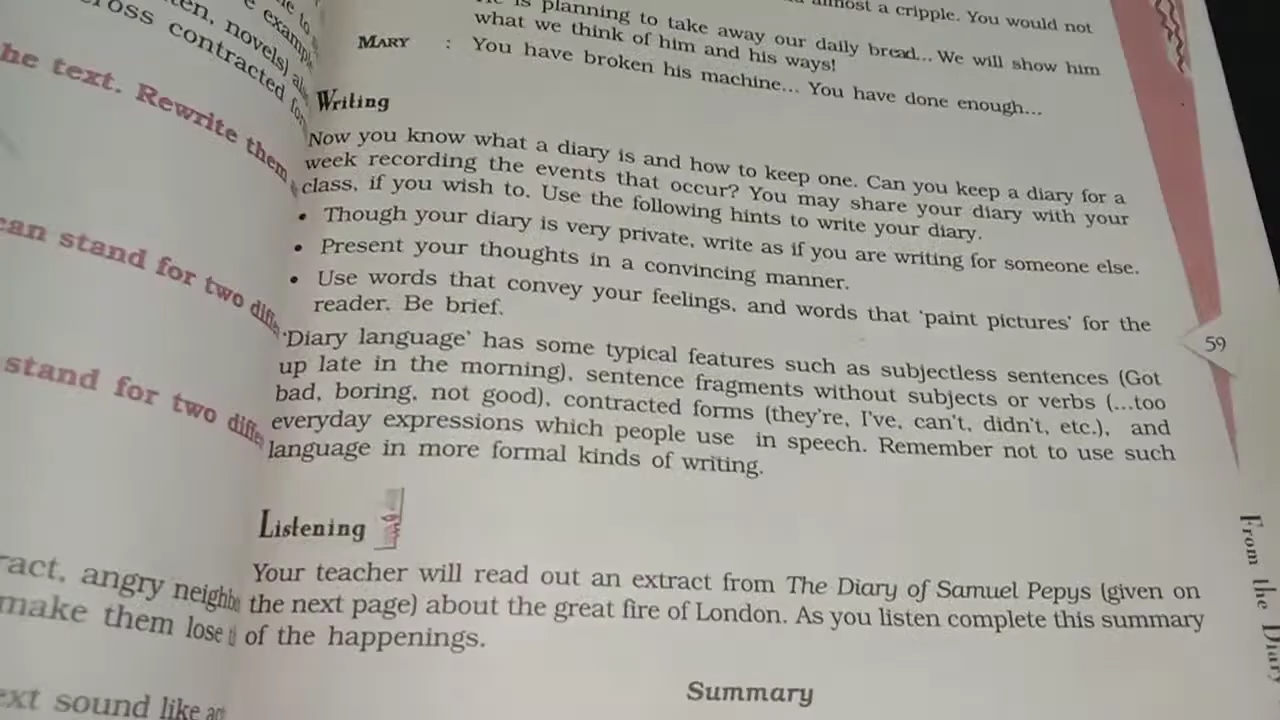 almost a cripple. You would not
is planning to take away our daily bread... We will show him
what we think of him and his ways!
MARY : You have broken his machine... You have done enough...
Writing
Now you know what a diary is and how to keep one. Can you keep a diary for a
week recording the events that occur? You may share your diary with your
class, if you wish to. Use the following hints to write your diary.
• Though your diary is very private, write as if you are writing for someone else.
• Present your thoughts in a convincing manner.
• Use words that convey your feelings, and words that 'paint pictures' for the
reader. Be brief.
'Diary language' has some typical features such as subjectless sentences (Got
up late in the morning), sentence fragments without subjects or verbs (...too
bad, boring, not good), contracted forms (they're, I've, can't, didn't, etc.), and
everyday expressions which people use in speech. Remember not to use such
language in more formal kinds of writing.
Listening
Your teacher will read out an extract from The Diary of Samuel Pepys (given on
the next page) about the great fire of London. As you listen complete this summary
of the happenings.
Summary
59
From the Diary
novels)
contracted
he text. Rewrite them
can stand for two
stand for two
angry
make them lose
ext sound like